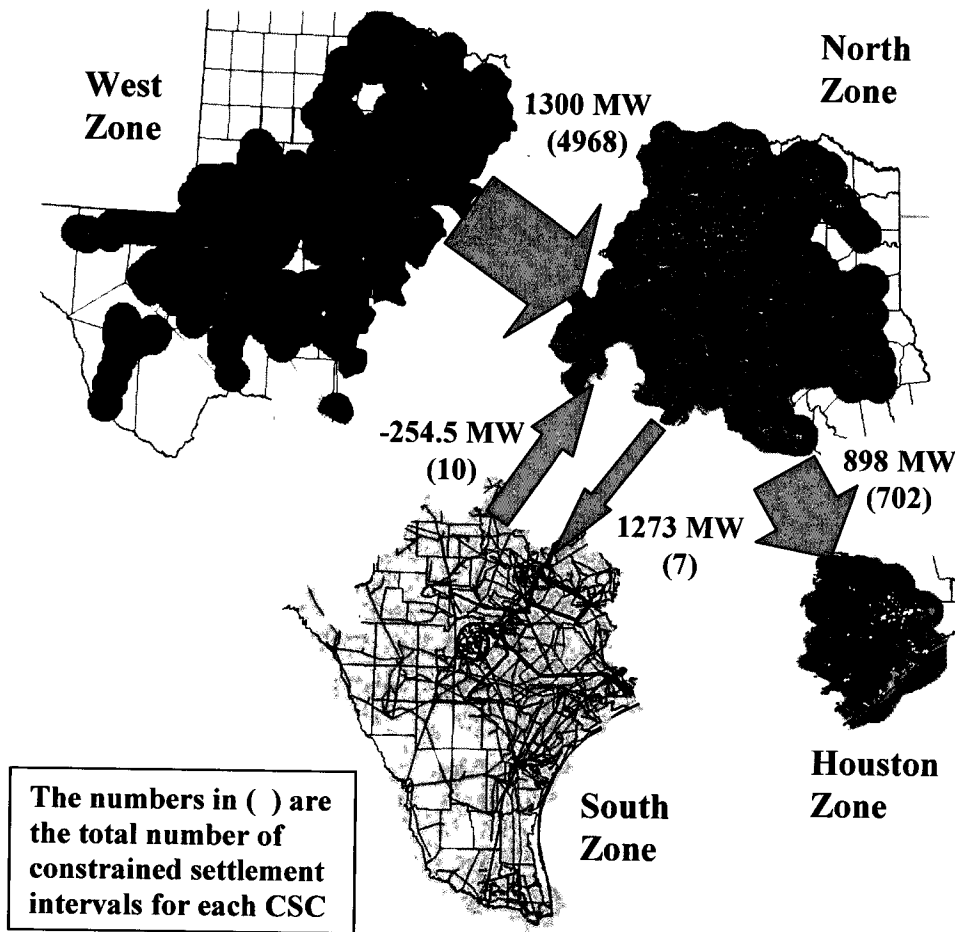 West
Zone
North
Zone
1300 MW
(4968)
-254.5 MW
(10)
1273 MW
(7)
898 MW
(702)
Houston
Zone
South
Zone
The numbers in ( ) are
the total number of
constrained settlement
intervals for each CSC